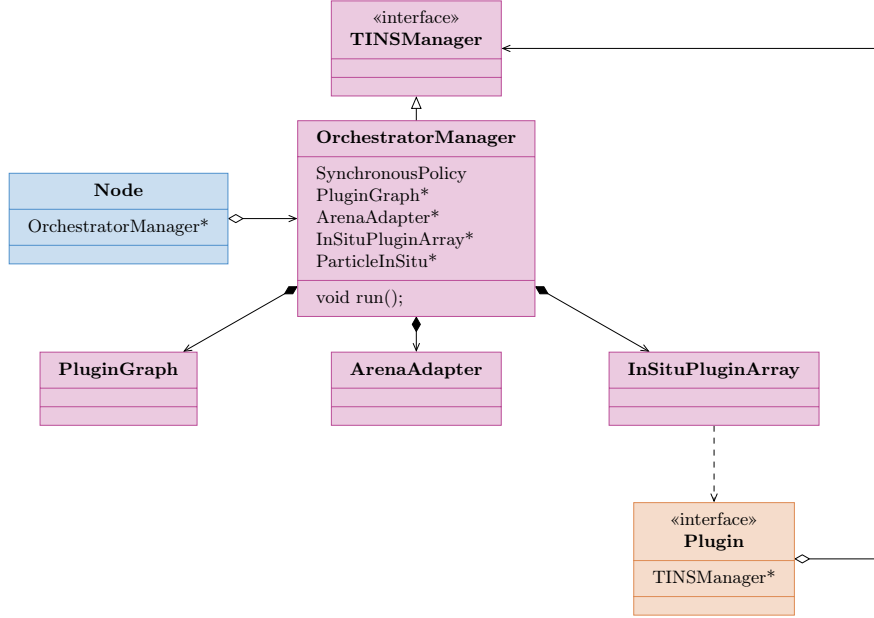 «interface»
TINSManager
OrchestratorManager
SynchronousPolicy
PluginGraph*
ArenaAdapter*
InSituPluginArray*
ParticleInSitu*
void run();
Node
OrchestratorManager*
PluginGraph
ArenaAdapter
InSituPluginArray
«interface»
Plugin
TINSManager*